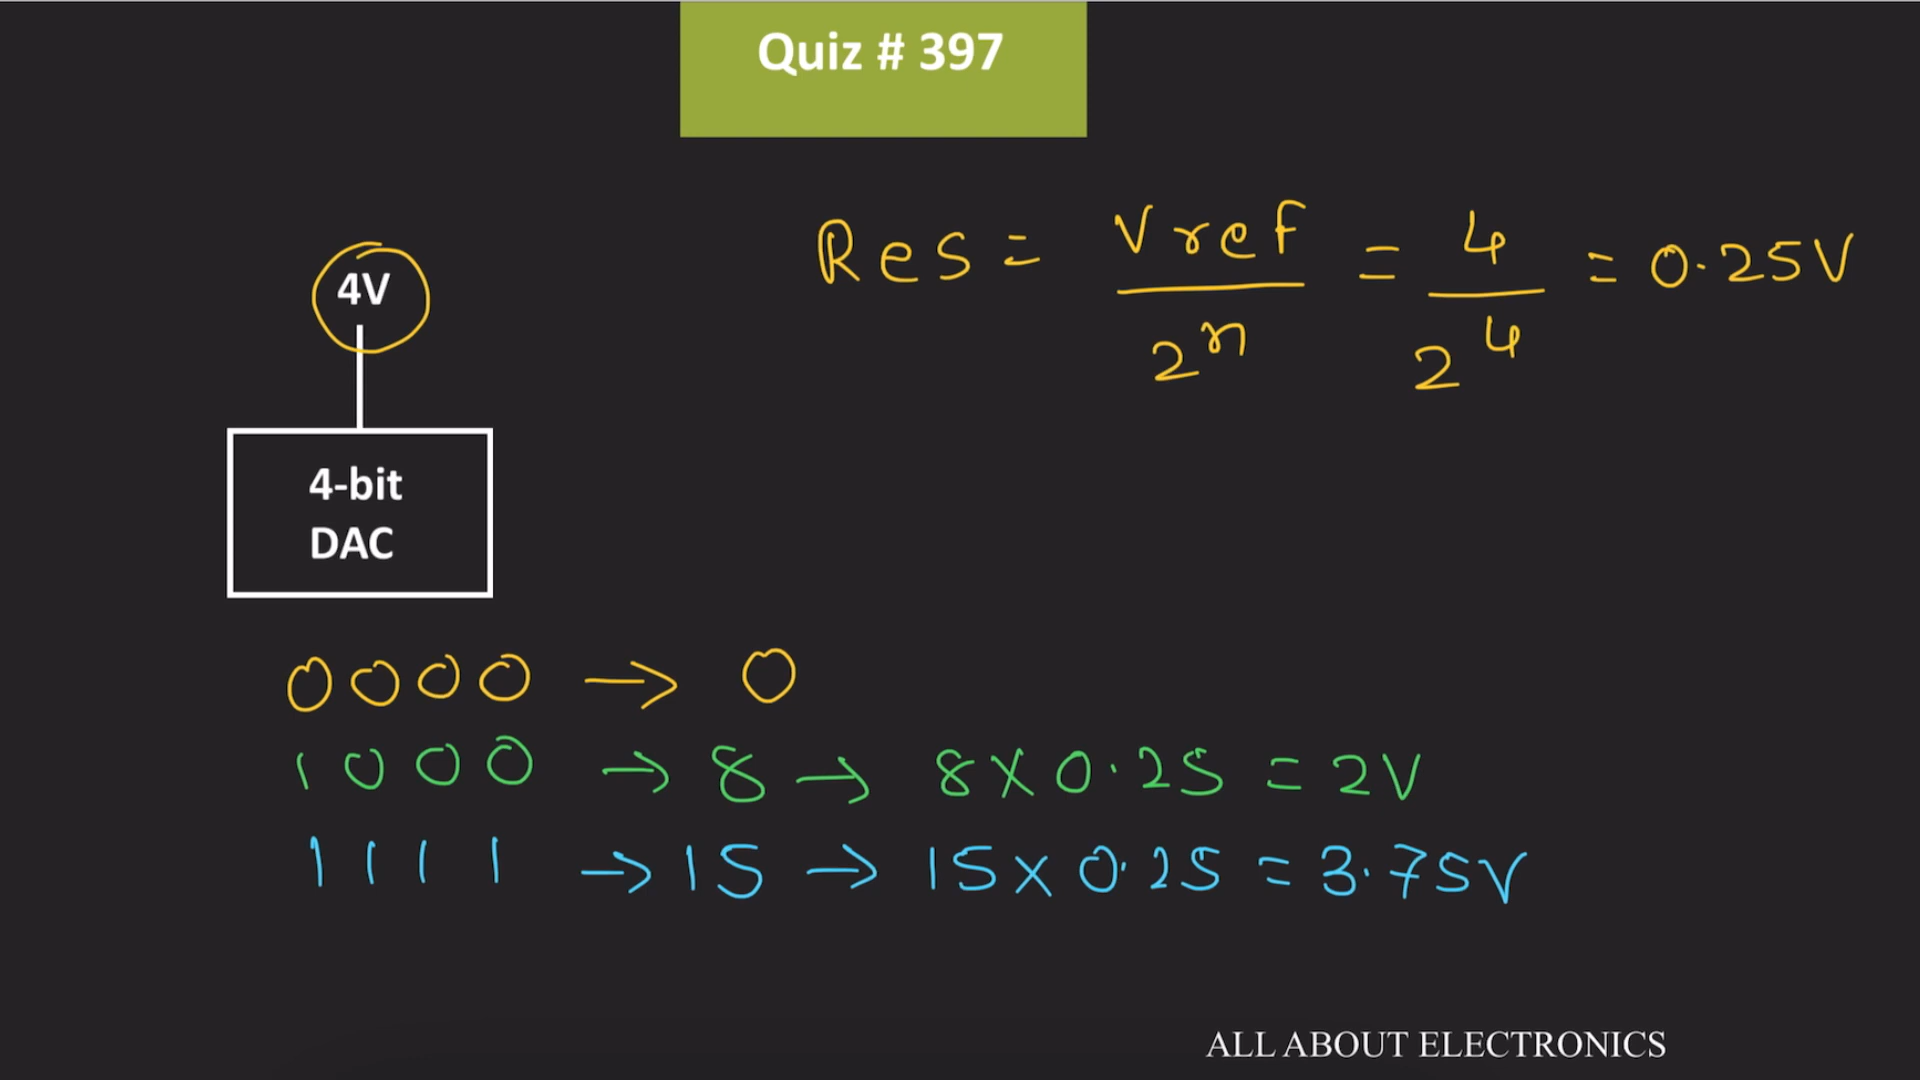 Quiz # 397
Res = Vref / 2^n = 4 / 2^4 = 0.25V
4V
4-bit
DAC
0000 → 0
1000 → 8 → 8 X 0.25 = 2V
1111 → 15 → 15 X 0.25 = 3.75V
ALL ABOUT ELECTRONICS